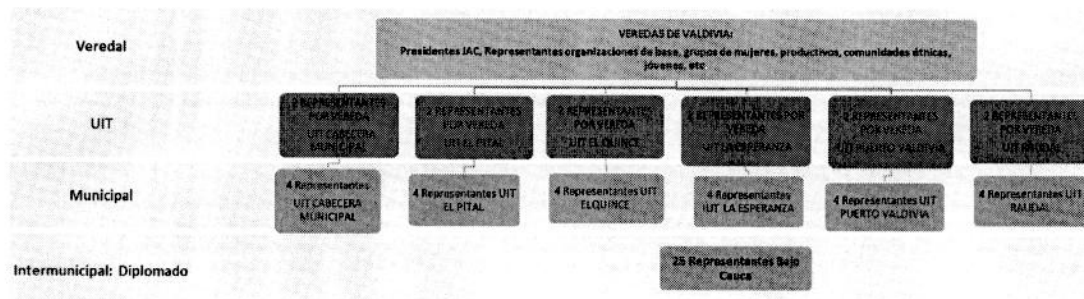 Veredal
VEREDAS DE VALDIVIA:
Presidentes JAC, Representantes organizaciones de base, grupos de mujeres, productivos, comunidades étnicas,
jóvenes, etc
UIT
2 REPRESENTANTES
POR VEREDA
UIT CABECERA
MUNICIPAL
2 REPRESENTANTES
POR VEREDA
UIT EL PITAL
2 REPRESENTANTES
POR VEREDA
UIT EL QUINCE
2 REPRESENTANTES POR
VEREDA
UIT LA ESPERANZA
2 REPRESENTANTES
POR VEREDA
UIT PUERTO VALDIVIA
2 REPRESENTANTES
POR VEREDA
UIT RAUDAL
Municipal
4 Representantes
UIT CABECERA
MUNICIPAL
4 Representantes UIT
EL PITAL
4 Representantes UIT
ELQUINCE
4 Representantes
UIT LA ESPERANZA
4 Representantes UIT
PUERTO VALDIVIA
4 Representantes UIT
RAUDAL
Intermunicipal: Diplomado
25 Representantes Bajo
Cauca